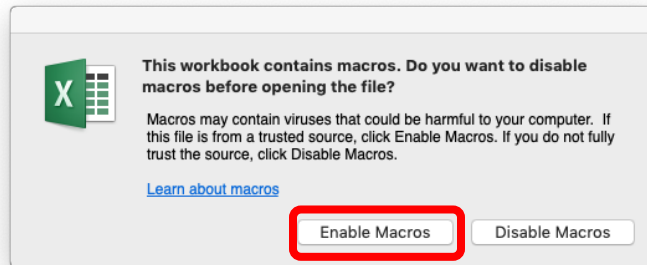 This workbook contains macros. Do you want to disable
macros before opening the file?
Macros may contain viruses that could be harmful to your computer.  If
this file is from a trusted source, click Enable Macros. If you do not fully
trust the source, click Disable Macros.
Learn about macros
Enable Macros
Disable Macros